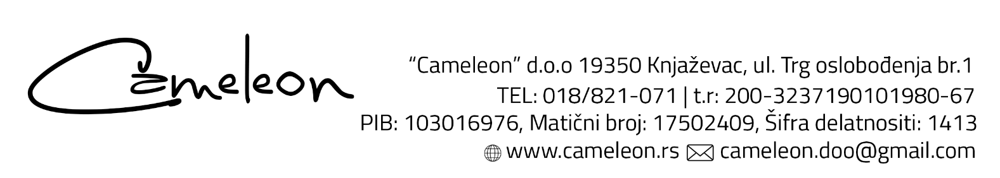 Cameleon
“Cameleon” d.o.o 19350 Knjaževac, ul. Trg oslobođenja br.1
TEL: 018/821-071 | t.r: 200-3237190101980-67
PIB: 103016976, Matični broj: 17502409, Šifra delatnositi: 1413
www.cameleon.rs cameleon.doo@gmail.com